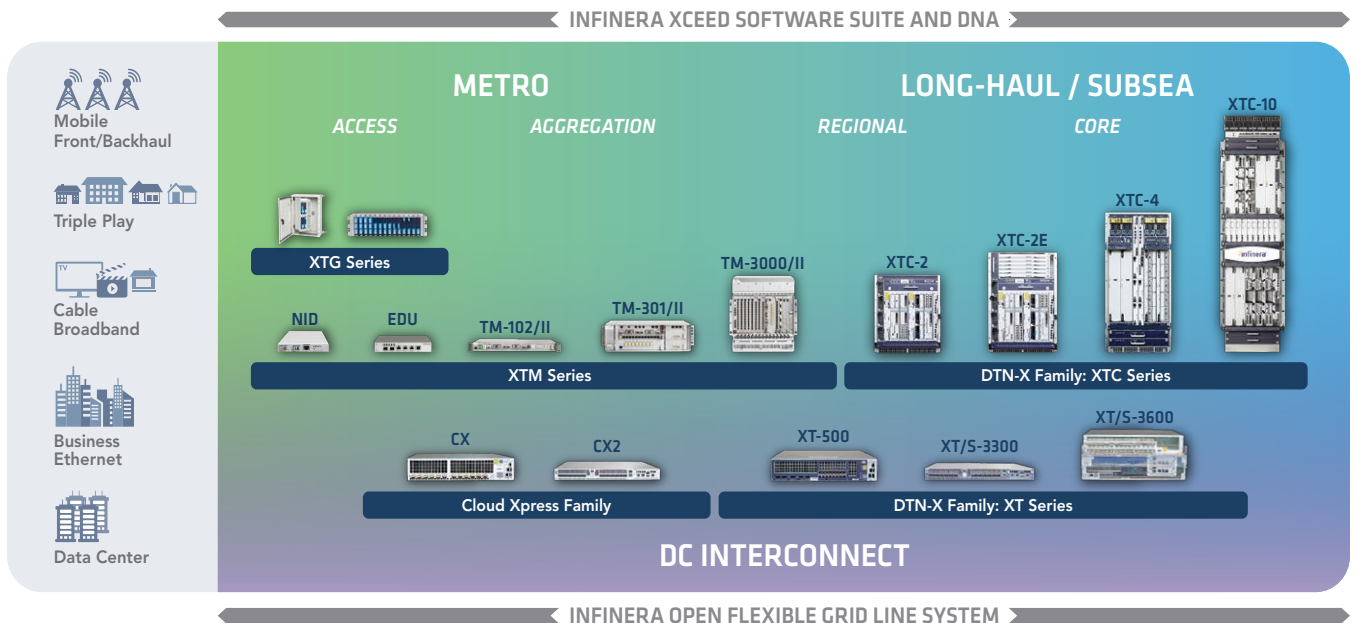 INFINERA XCEED SOFTWARE SUITE AND DNA
Mobile
Front/Backhaul
Triple Play
TV
Cable
Broadband
Business
Ethernet
Data Center
METRO
LONG-HAUL / SUBSEA
ACCESS
AGGREGATION
REGIONAL
CORE
XTC-10
XTC-4
XTC-2E
XTC-2
TM-3000/II
infinera
XTG Series
NID
EDU
TM-102/II
TM-301/II
XTM Series
DTN-X Family: XTC Series
CX
CX2
XT-500
XT/S-3300
XT/S-3600
Cloud Xpress Family
DTN-X Family: XT Series
DC INTERCONNECT
INFINERA OPEN FLEXIBLE GRID LINE SYSTEM